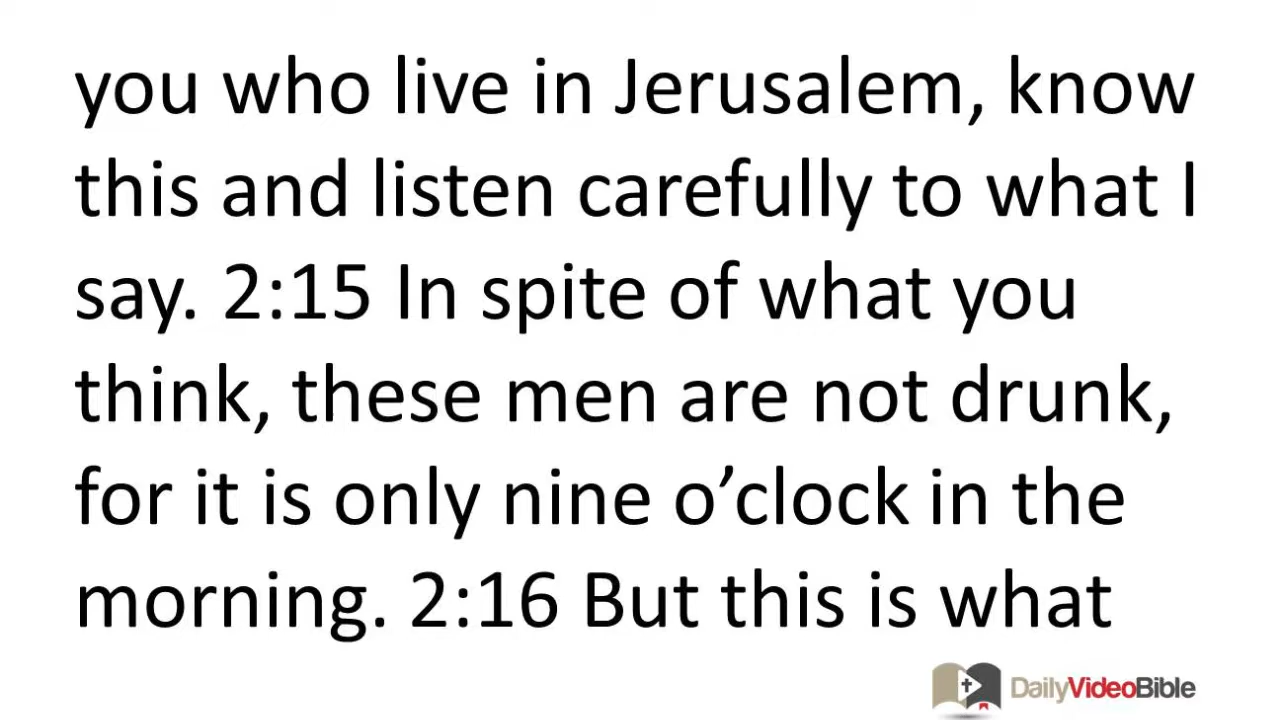 you who live in Jerusalem, know
this and listen carefully to what I
say. 2:15 In spite of what you
think, these men are not drunk,
for it is only nine o’clock in the
morning. 2:16 But this is what
DailyVideoBible